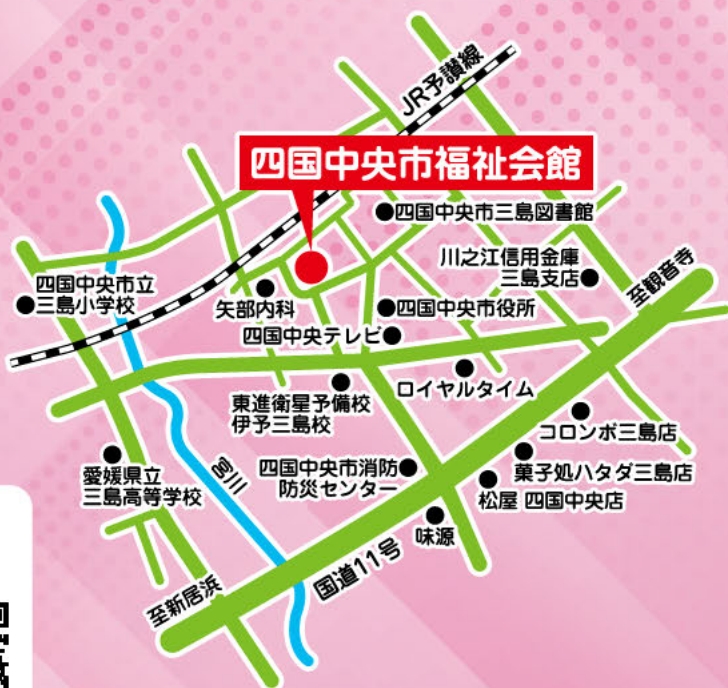 JR予讃線
四国中央市福祉会館
四国中央市三島図書館
川之江信用金庫
三島支店
至観音寺
四国中央市立
三島小学校
矢部内科
四国中央市役所
四国中央テレビ
東進衛星予備校
伊予三島校
ロイヤルタイム
コロンボ三島店
愛媛県立
三島高等学校
宮川
四国中央市消防
防災センター
菓子処ハタダ三島店
松屋 四国中央店
味源
国道11号
至新居浜